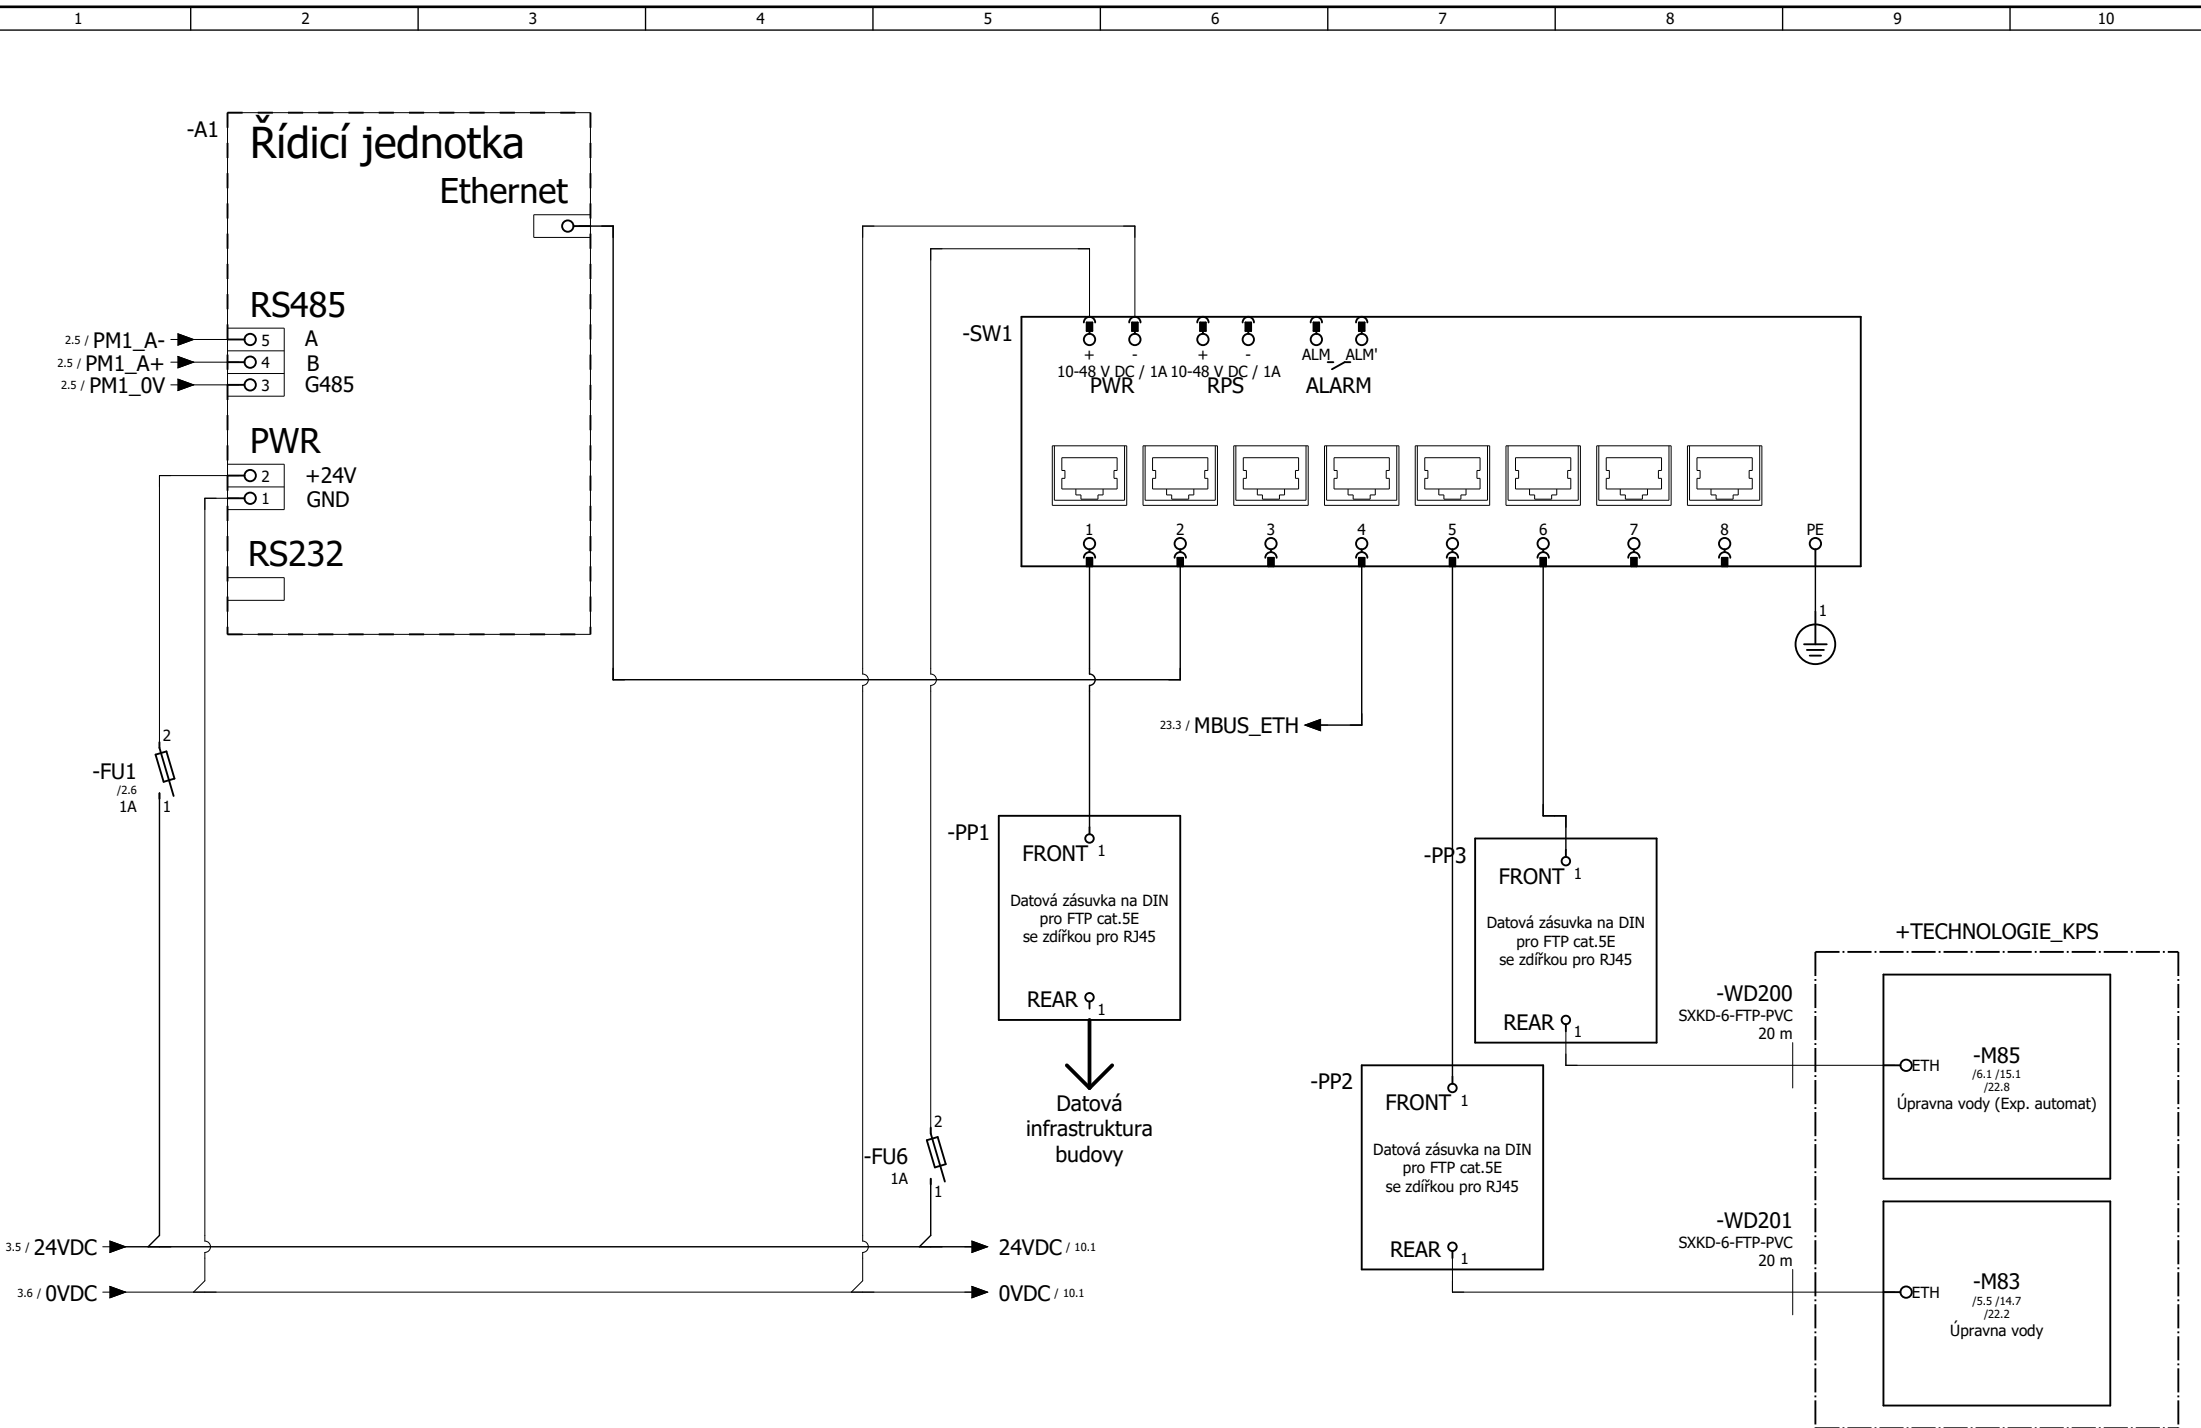 1 2 3 4 5 6 7 8 9 10
-A1
Řídicí jednotka
Ethernet
RS485
2.5 / PM1_A- 5 A
2.5 / PM1_A+ 4 B
2.5 / PM1_0V 3 G485
PWR
2 +24V
1 GND
RS232
-SW1
+ - + - ALM ALM'
10-48 V DC / 1A 10-48 V DC / 1A
PWR RPS ALARM
1 2 3 4 5 6 7 8 PE
1
23.3 / MBUS_ETH
2
-FU1
/2.6
1A 1
-PP1
FRONT 1
Datová zásuvka na DIN
pro FTP cat.5E
se zdířkou pro RJ45
REAR 1
Datová
infrastruktura
budovy
-PP3
FRONT 1
Datová zásuvka na DIN
pro FTP cat.5E
se zdířkou pro RJ45
REAR 1
-PP2
FRONT 1
Datová zásuvka na DIN
pro FTP cat.5E
se zdířkou pro RJ45
REAR 1
2
-FU6
1A
1
+TECHNOLOGIE_KPS
-WD200
SXKD-6-FTP-PVC
20 m
ETH
-M85
/6.1 /15.1
/22.8
Úpravna vody (Exp. automat)
-WD201
SXKD-6-FTP-PVC
20 m
ETH
-M83
/5.5 /14.7
/22.2
Úpravna vody
3.5 / 24VDC 24VDC / 10.1
3.6 / 0VDC 0VDC / 10.1